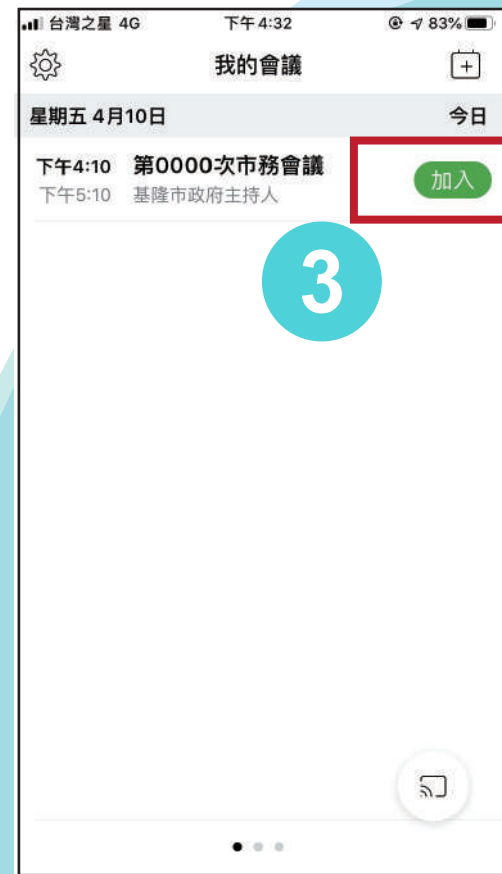 台灣之星 4G 下午4:32 83%
我的會議
星期五 4月10日 今日
下午4:10 第0000次市務會議 加入
下午5:10 基隆市政府主持人
3